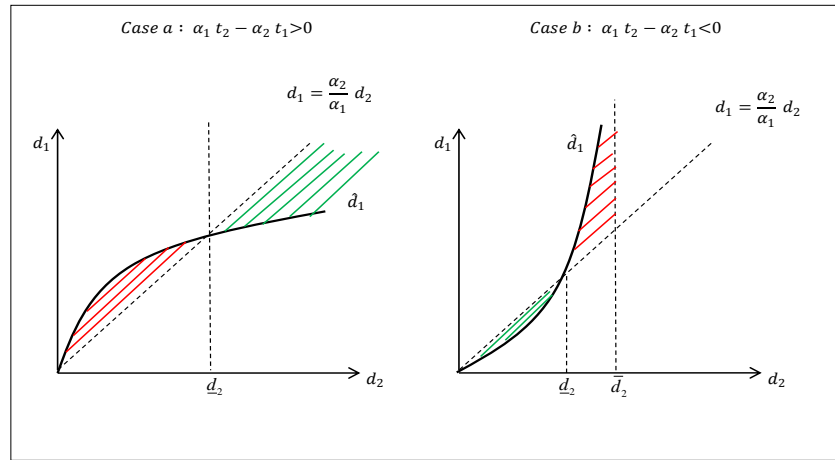 Case a : α₁ t₂ − α₂ t₁>0
d₁ = α₂/α₁ d₂
d₁
d̂₁
d₂
d̲₂
Case b : α₁ t₂ − α₂ t₁<0
d₁ = α₂/α₁ d₂
d₁
d̂₁
d₂
d̲₂
d̅₂